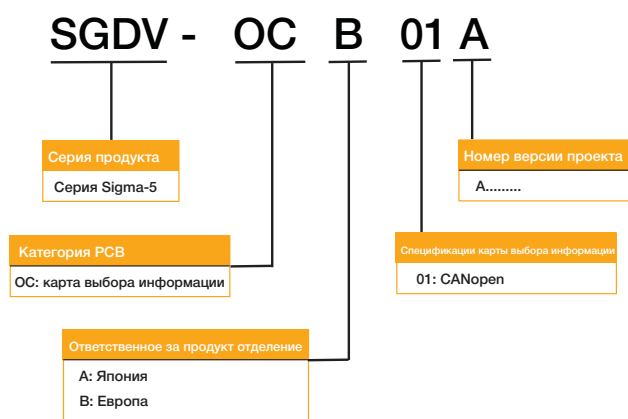 SGDV - OC B 01 A
Серия продукта
Серия Sigma-5
Номер версии проекта
A.........
Категория PCB
OC: карта выбора информации
Спецификации карты выбора информации
01: CANopen
Ответственное за продукт отделение
A: Япония
B: Европа